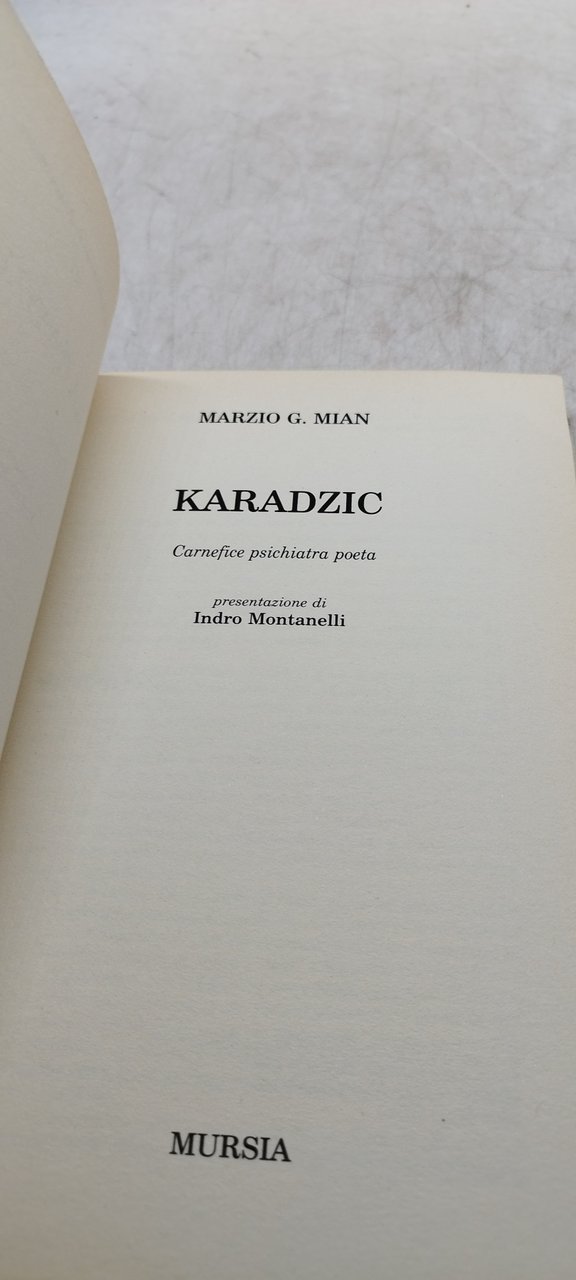 MARZIO G. MIAN
KARADZIC
Carnefice psichiatra poeta
presentazione di
Indro Montanelli
MURSIA